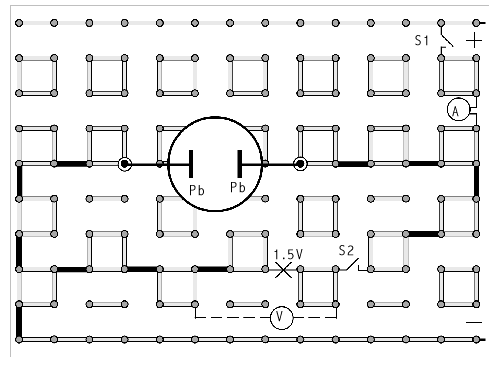 S1 +
A
Pb Pb
1.5V S2
V —